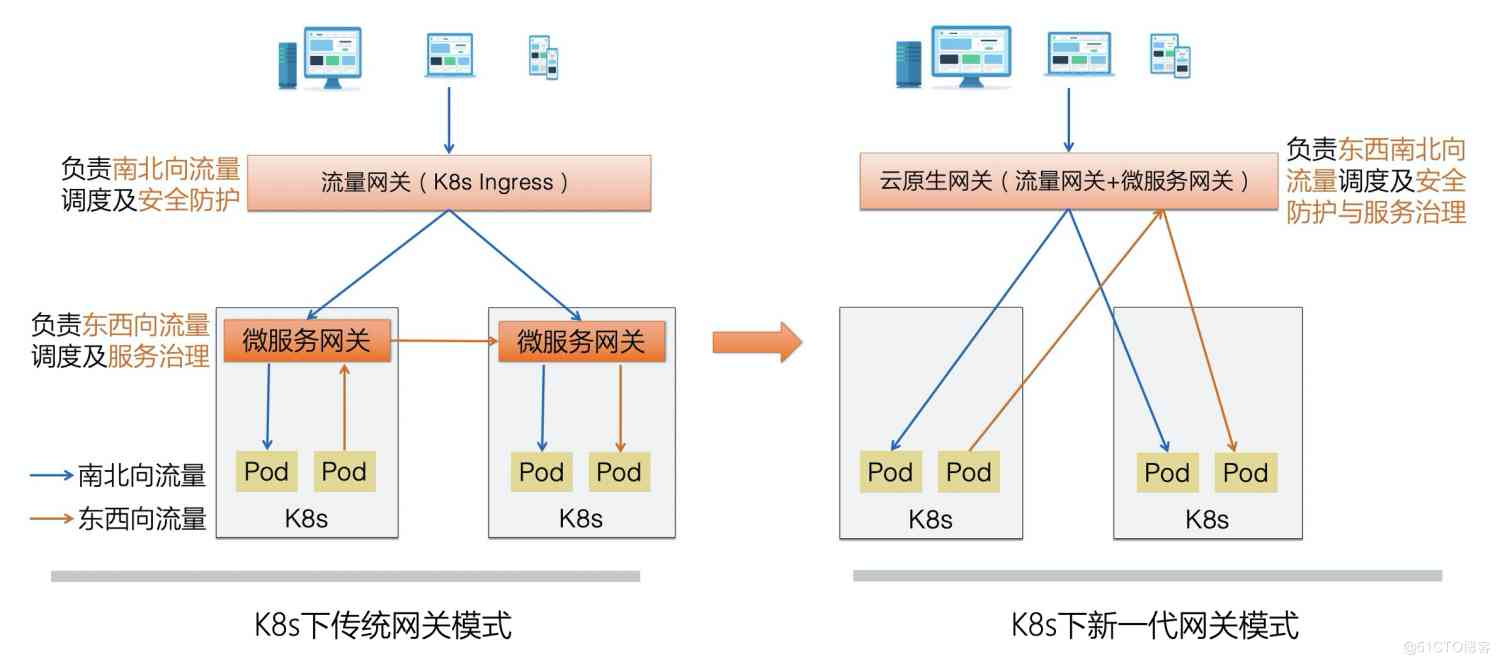 负责南北向流量
调度及安全防护
流量网关（K8s Ingress）
负责东西向流量
调度及服务治理
微服务网关
微服务网关
Pod
Pod
Pod
Pod
K8s
K8s
南北向流量
东西向流量
K8s下传统网关模式
云原生网关（流量网关+微服务网关）
负责东西南北向
流量调度及安全
防护与服务治理
Pod
Pod
Pod
Pod
K8s
K8s
K8s下新一代网关模式
@51CTO博客